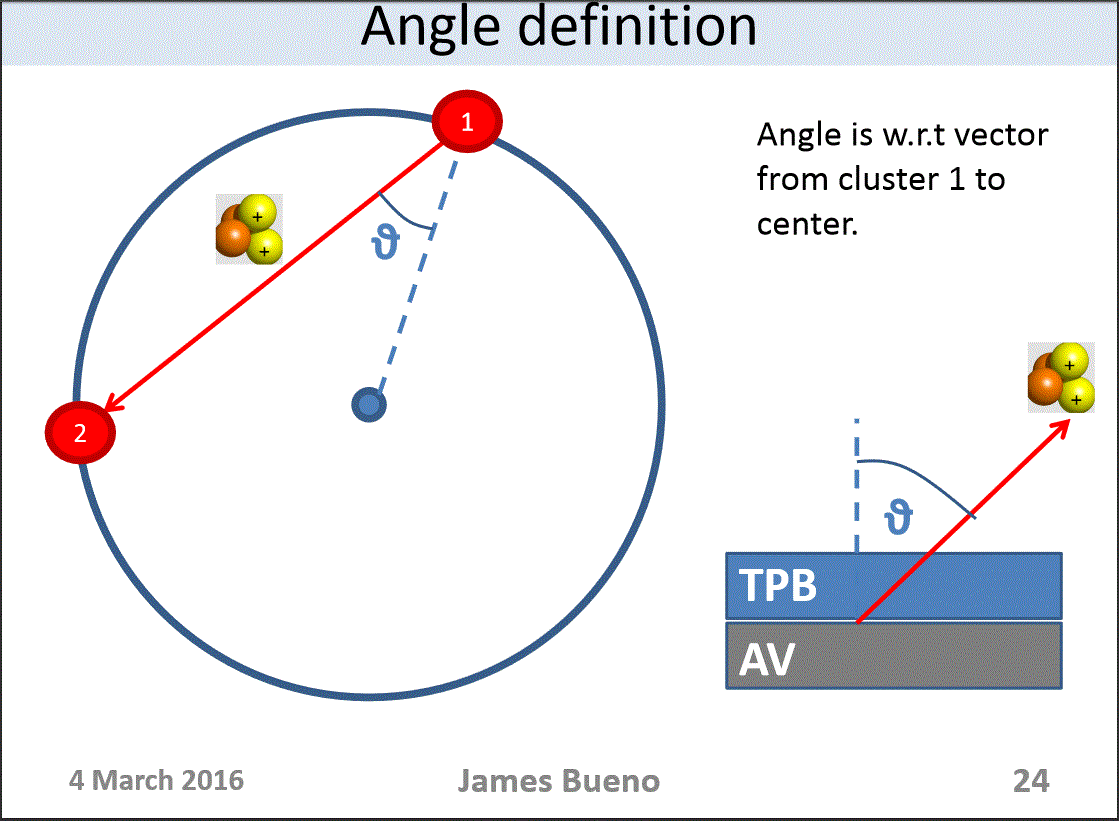 Angle definition
1
Angle is w.r.t vector
from cluster 1 to
center.
+
+
ϑ
2
+
+
ϑ
TPB
AV
4 March 2016
James Bueno
24